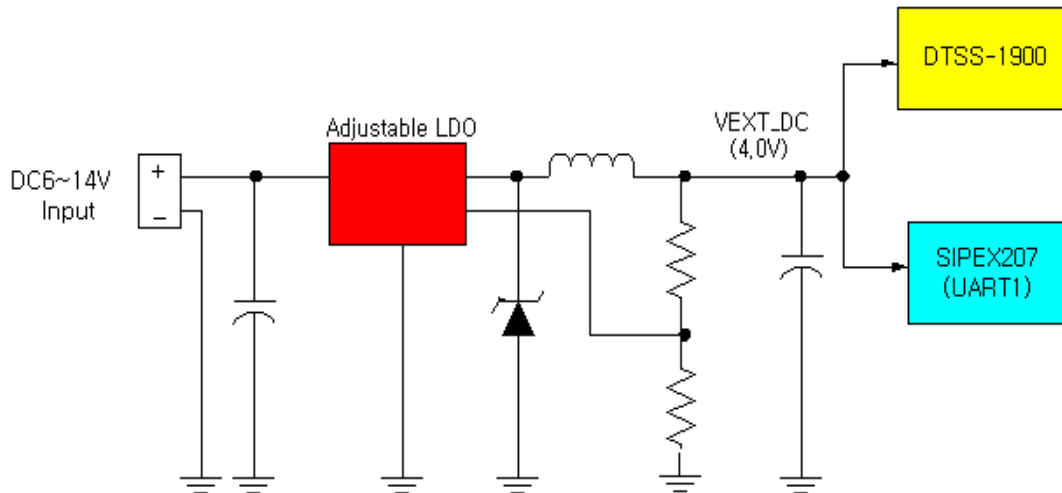 DTSS-1900
Adjustable LDO
VEXT_DC
(4.0V)
DC6~14V
Input
+
−
SIPEX207
(UART1)